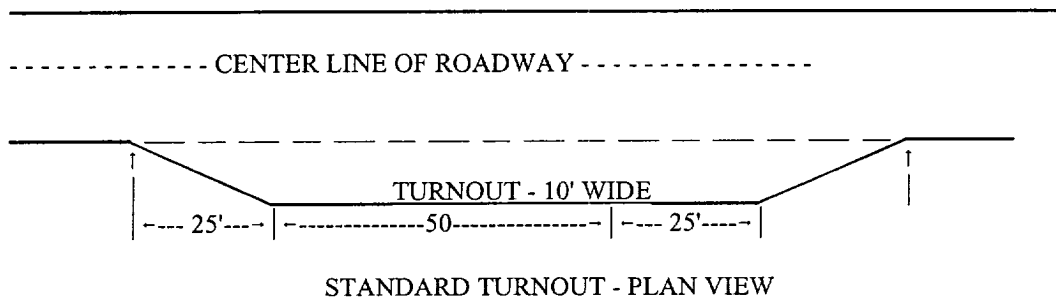 - - - - - - - - - - - - - CENTER LINE OF ROADWAY - - - - - - - - - - - - - - -
TURNOUT - 10' WIDE
|←--- 25'----→|←---------------50---------------→|←--- 25'----→|
STANDARD TURNOUT - PLAN VIEW